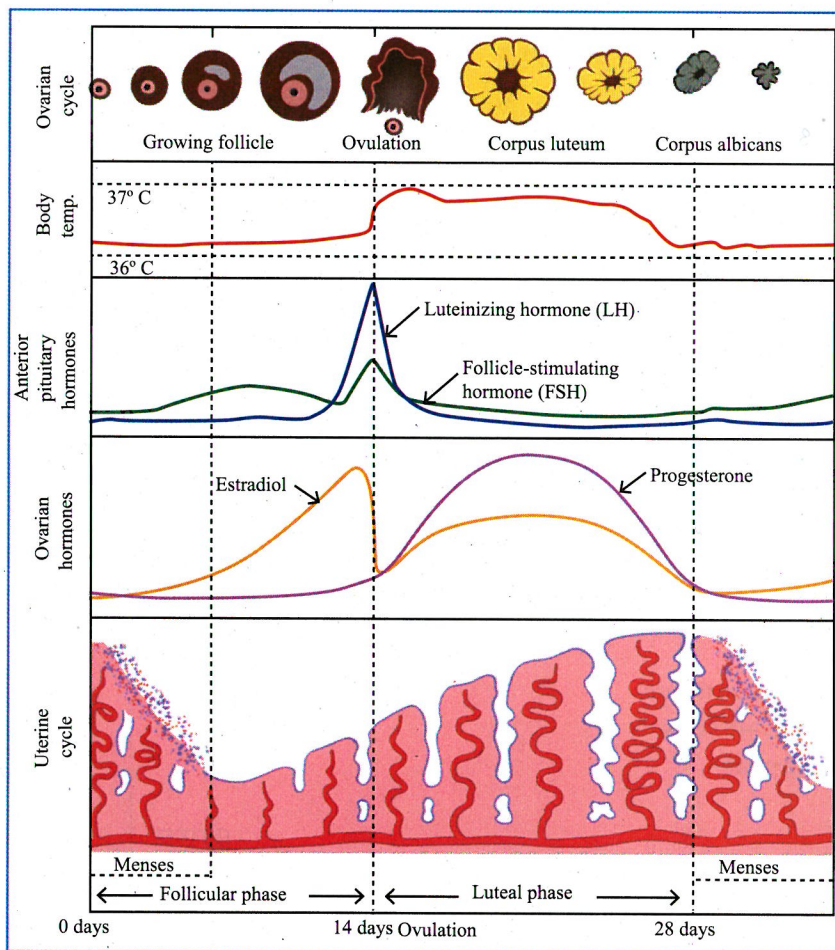 Ovarian
cycle
Growing follicle
Ovulation
Corpus luteum
Corpus albicans
Body
temp.
37º C
36º C
Anterior
pituitary
hormones
Luteinizing hormone (LH)
Follicle-stimulating
hormone (FSH)
Ovarian
hormones
Estradiol
Progesterone
Uterine
cycle
Menses
Menses
Follicular phase
Luteal phase
0 days
14 days Ovulation
28 days